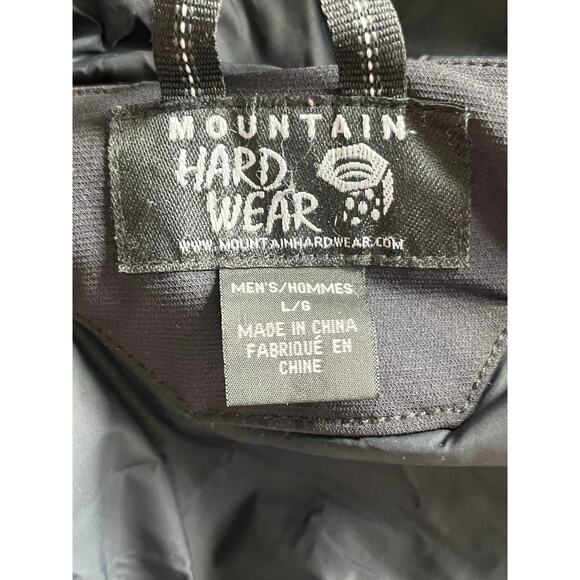 MOUNTAIN
HARD
WEAR
WWW.MOUNTAINHARDWEAR.COM
MEN'S/HOMMES
L/G
MADE IN CHINA
FABRIQUÉ EN
CHINE